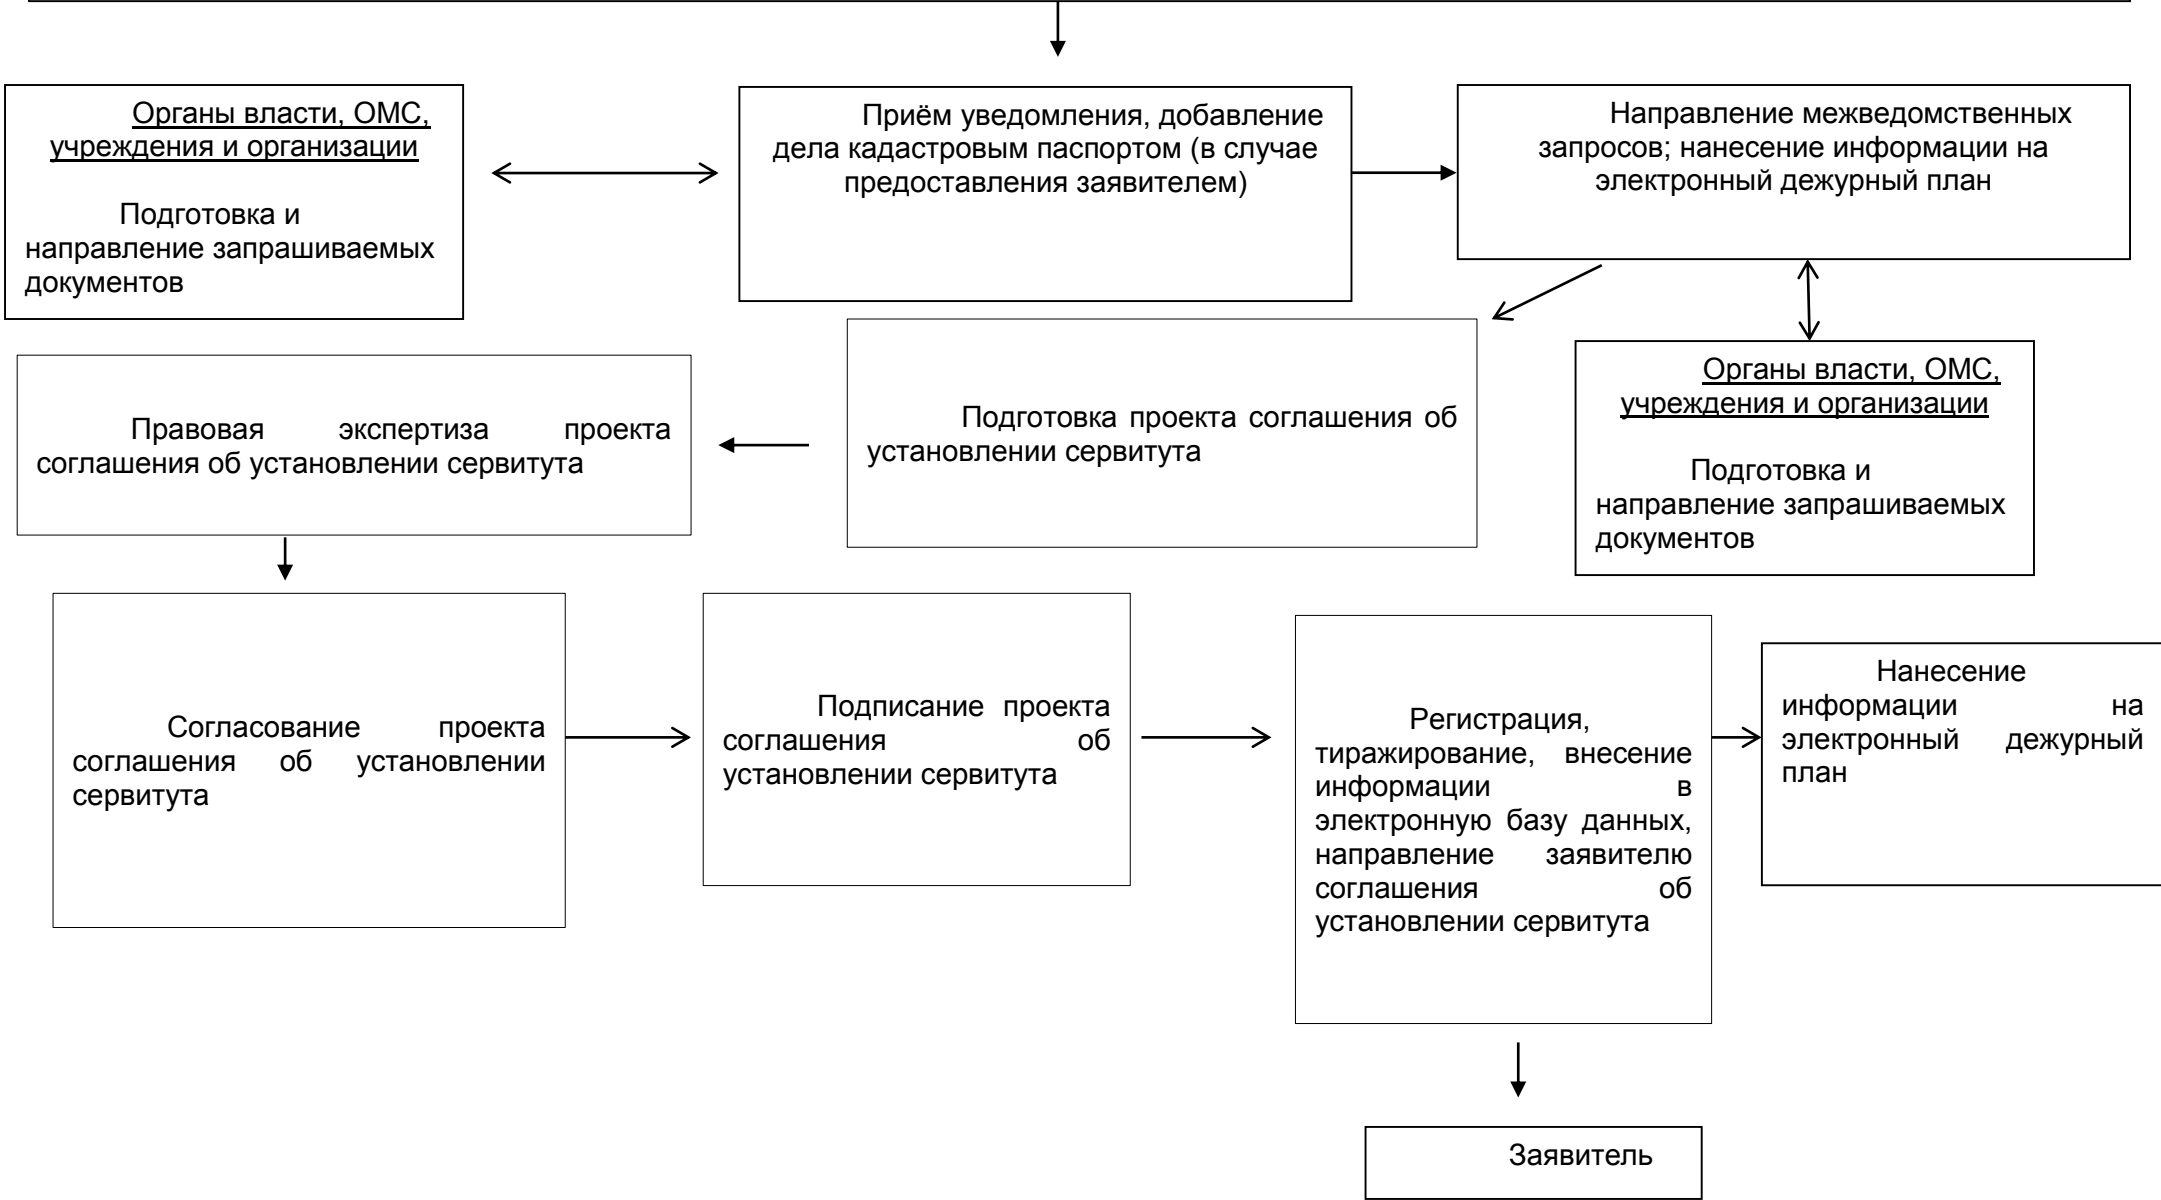 Органы власти, ОМС,
учреждения и организации
Подготовка и
направление запрашиваемых
документов
Приём уведомления, добавление
дела кадастровым паспортом (в случае
предоставления заявителем)
Направление межведомственных
запросов; нанесение информации на
электронный дежурный план
Правовая экспертиза проекта
соглашения об установлении сервитута
Подготовка проекта соглашения об
установлении сервитута
Органы власти, ОМС,
учреждения и организации
Подготовка и
направление запрашиваемых
документов
Согласование проекта
соглашения об установлении
сервитута
Подписание проекта
соглашения об
установлении сервитута
Регистрация,
тиражирование, внесение
информации в
электронную базу данных,
направление заявителю
соглашения об
установлении сервитута
Нанесение
информации на
электронный дежурный
план
Заявитель